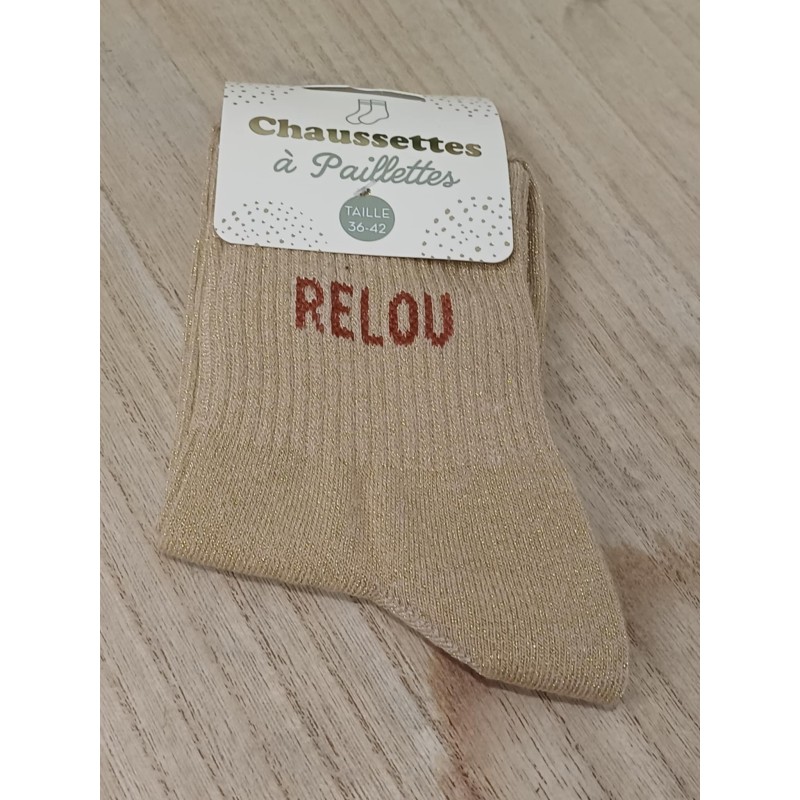 Chaussettes
à Paillettes
TAILLE
36-42
RELOU